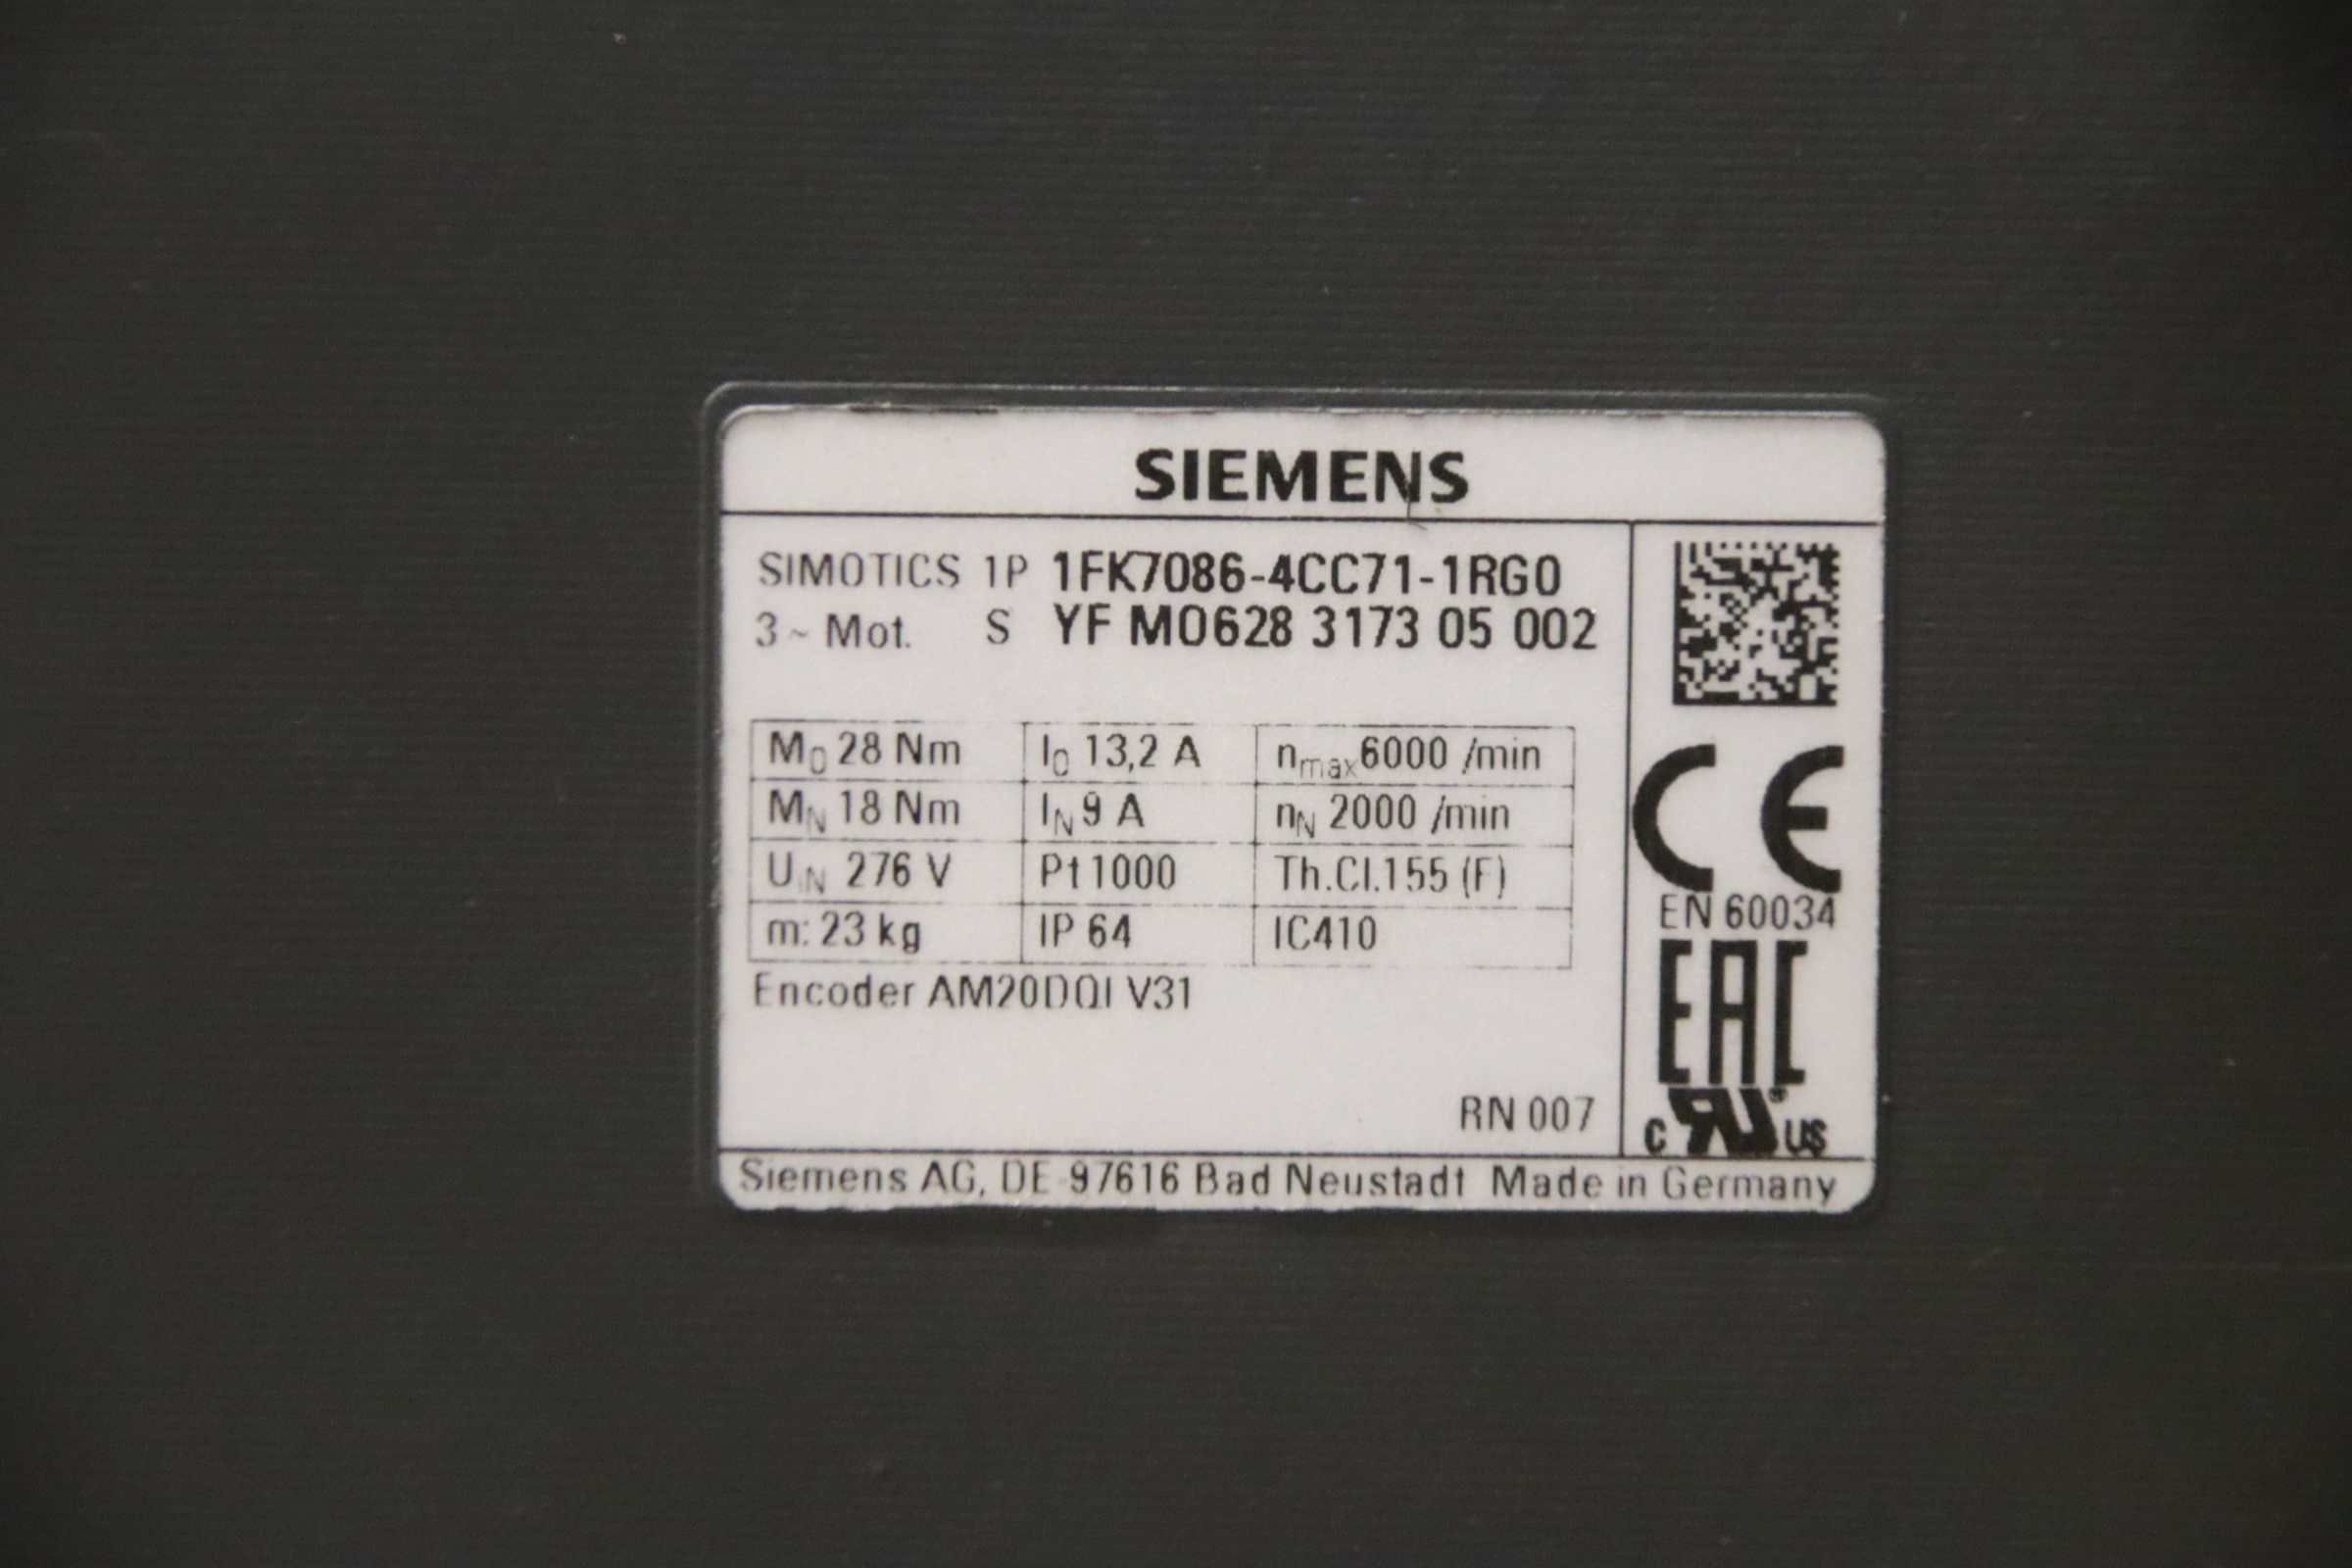 SIEMENS
SIMOTICS 1P 1FK7086-4CC71-1RG0
3~ Mot. S YF M0628 3173 05 002
M0 28 Nm I0 13,2 A nmax 6000 /min
MN 18 Nm IN 9 A nN 2000 /min
UIN 276 V Pt1000 Th.Cl.155 (F)
m: 23 kg IP 64 IC410
Encoder AM20DQI V31
RN 007
CE
EN 60034
EAC
c RU® US
Siemens AG, DE-97616 Bad Neustadt Made in Germany